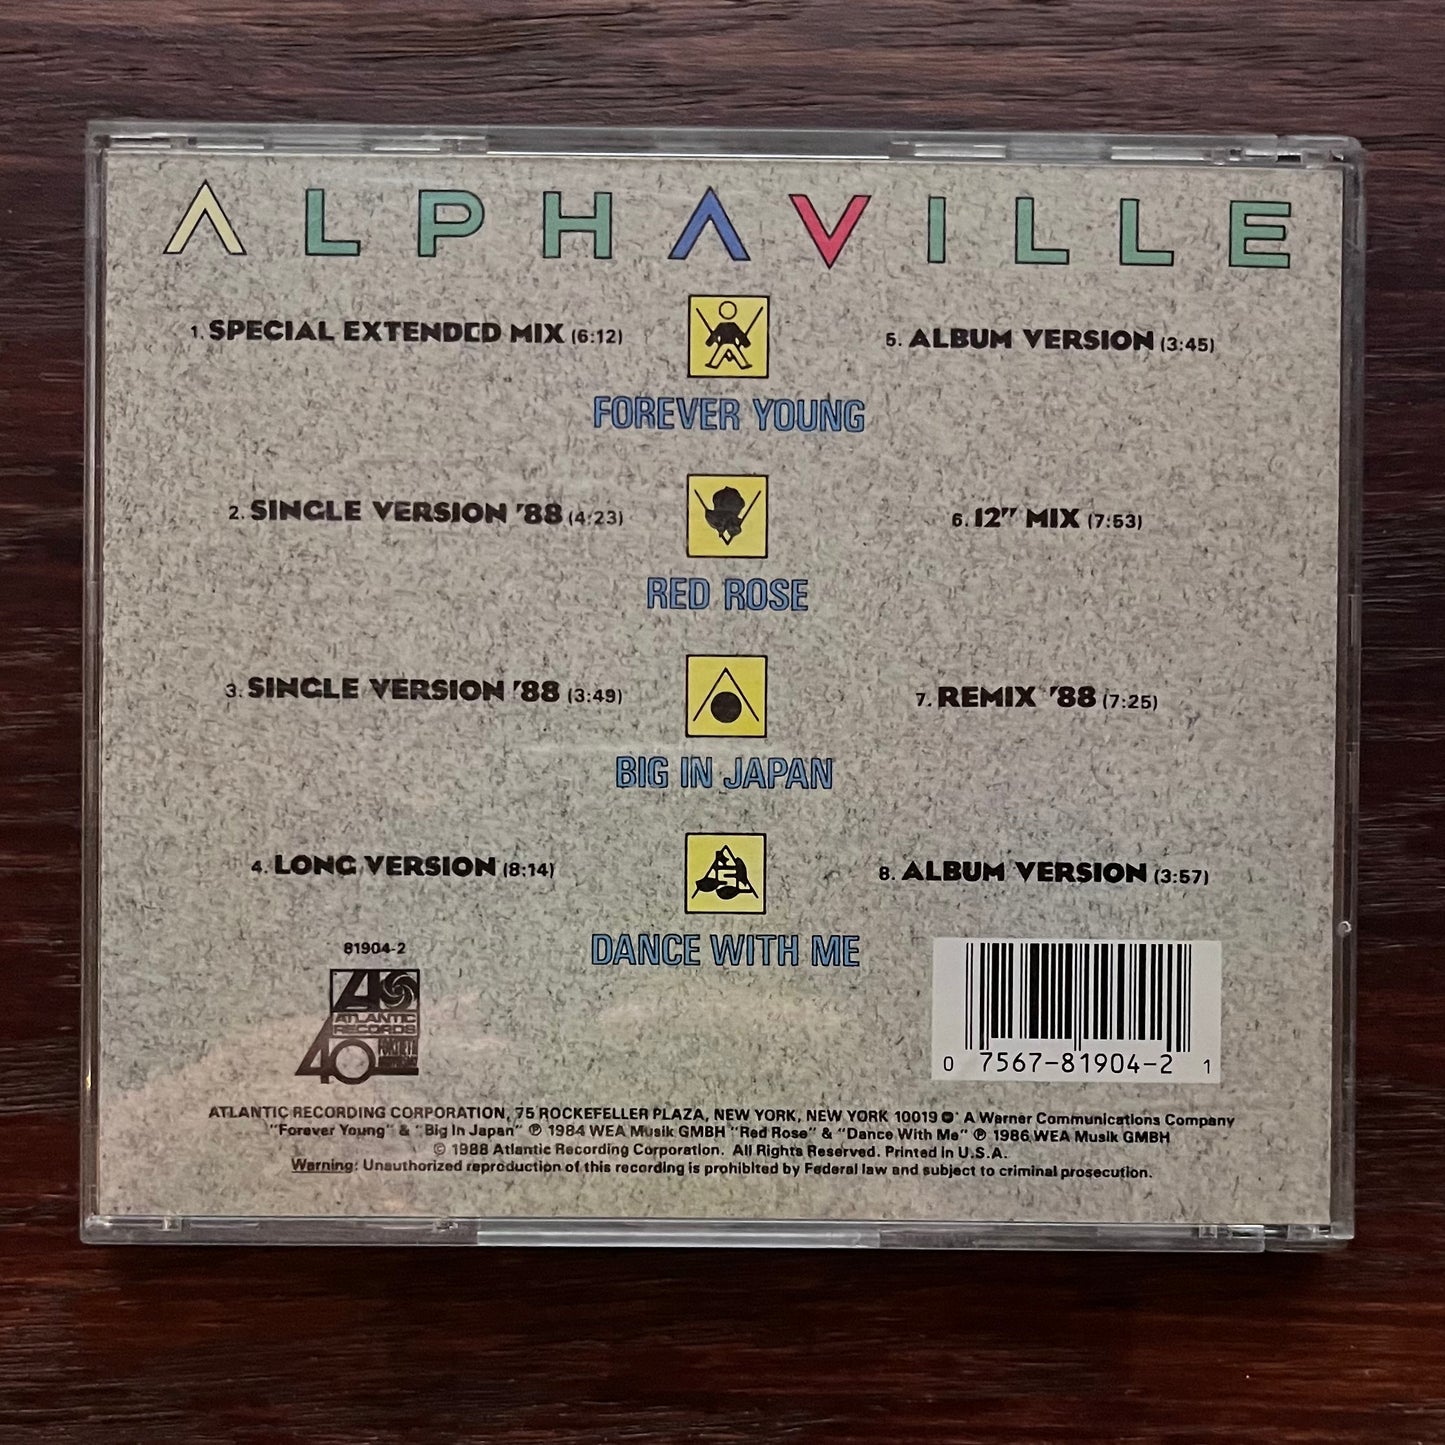 ALPHAVILLE
1. SPECIAL EXTENDED MIX (6:12)
5. ALBUM VERSION (3:45)
FOREVER YOUNG
2. SINGLE VERSION '88 (4:23)
6. 12" MIX (7:53)
RED ROSE
3. SINGLE VERSION '88 (3:49)
7. REMIX '88 (7:25)
BIG IN JAPAN
4. LONG VERSION (8:14)
8. ALBUM VERSION (3:57)
DANCE WITH ME
81904-2
ATLANTIC
RECORDS
40
0 7567-81904-2 1
ATLANTIC RECORDING CORPORATION, 75 ROCKEFELLER PLAZA, NEW YORK, NEW YORK 10019 A Warner Communications Company
"Forever Young" & "Big In Japan" ℗ 1984 WEA Musik GMBH "Red Rose" & "Dance With Me" ℗ 1986 WEA Musik GMBH
© 1988 Atlantic Recording Corporation. All Rights Reserved. Printed in U.S.A.
Warning: Unauthorized reproduction of this recording is prohibited by Federal law and subject to criminal prosecution.